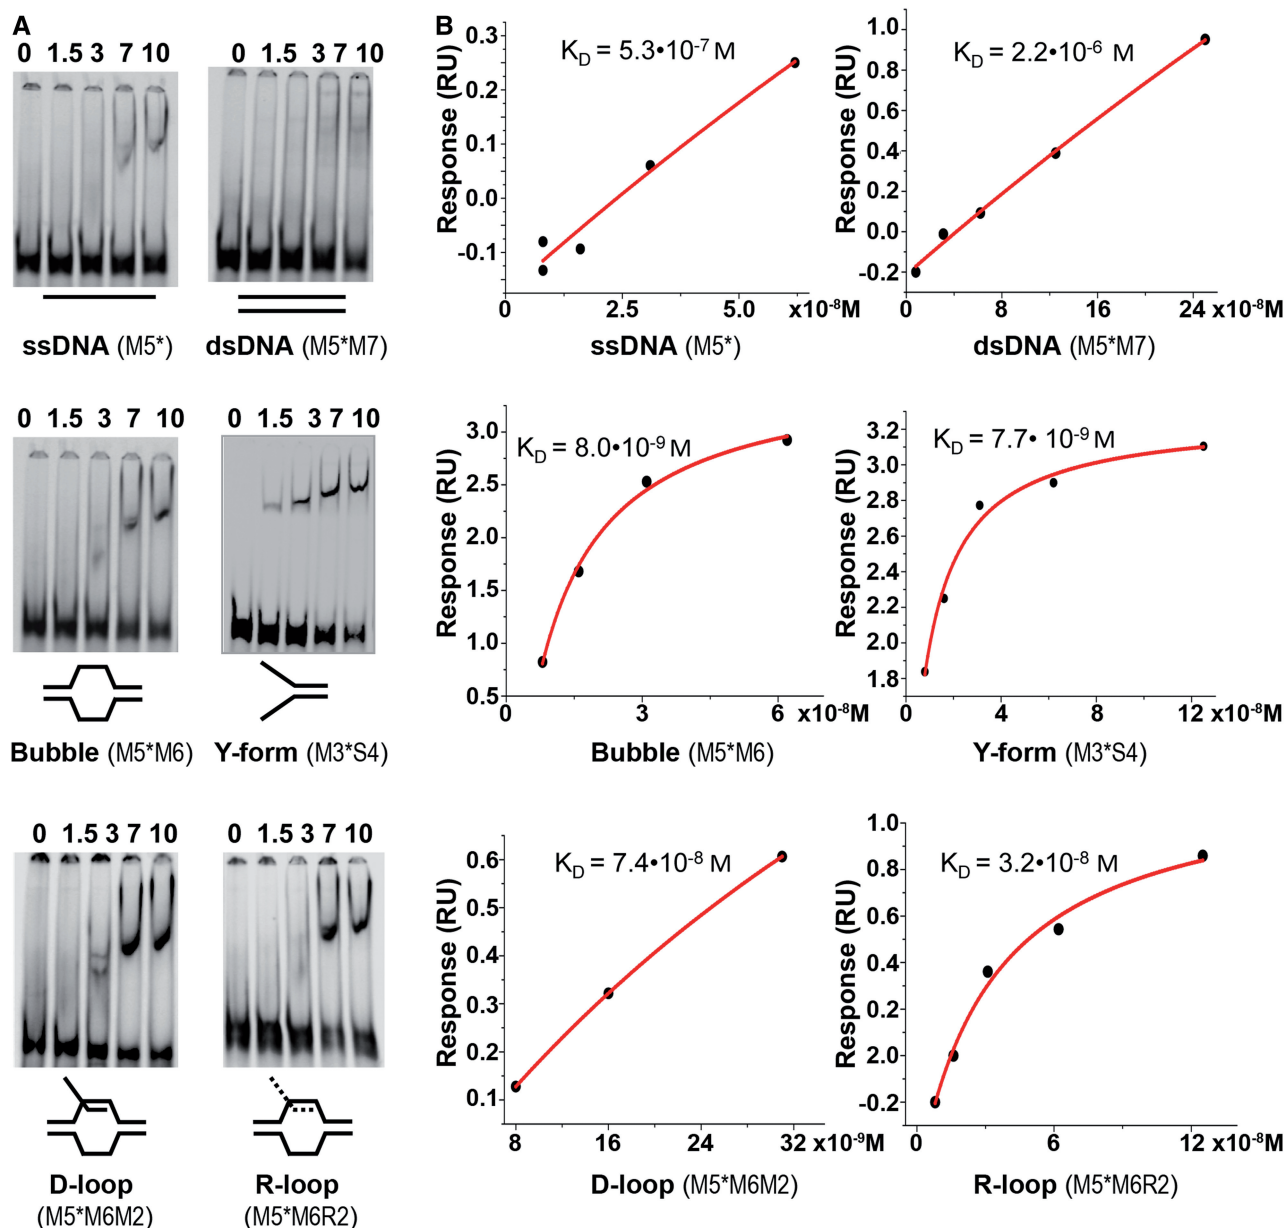 A
B
0 1.5 3 7 10
0 1.5 3 7 10
ssDNA (M5*)
dsDNA (M5*M7)
Response (RU)
0.3
0.2
0.1
0.0
-0.1
K_D = 5.3•10^-7 M
0 2.5 5.0 x10^-8M
ssDNA (M5*)
Response (RU)
1.0
0.8
0.6
0.4
0.2
0.0
-0.2
K_D = 2.2•10^-6 M
0 8 16 24 x10^-8M
dsDNA (M5*M7)
0 1.5 3 7 10
0 1.5 3 7 10
Bubble (M5*M6)
Y-form (M3*S4)
Response (RU)
3.0
2.5
2.0
1.5
1.0
0.5
K_D = 8.0•10^-9 M
0 3 6 x10^-8M
Bubble (M5*M6)
Response (RU)
3.2
3.0
2.8
2.6
2.4
2.2
2.0
1.8
K_D = 7.7• 10^-9 M
0 4 8 12 x10^-8M
Y-form (M3*S4)
0 1.5 3 7 10
0 1.5 3 7 10
D-loop
(M5*M6M2)
R-loop
(M5*M6R2)
Response (RU)
0.6
0.5
0.4
0.3
0.2
0.1
K_D = 7.4•10^-8 M
8 16 24 32 x10^-9M
D-loop (M5*M6M2)
Response (RU)
1.0
0.8
0.6
0.4
0.2
2.0
-0.2
K_D = 3.2•10^-8 M
0 6 12 x10^-8M
R-loop (M5*M6R2)